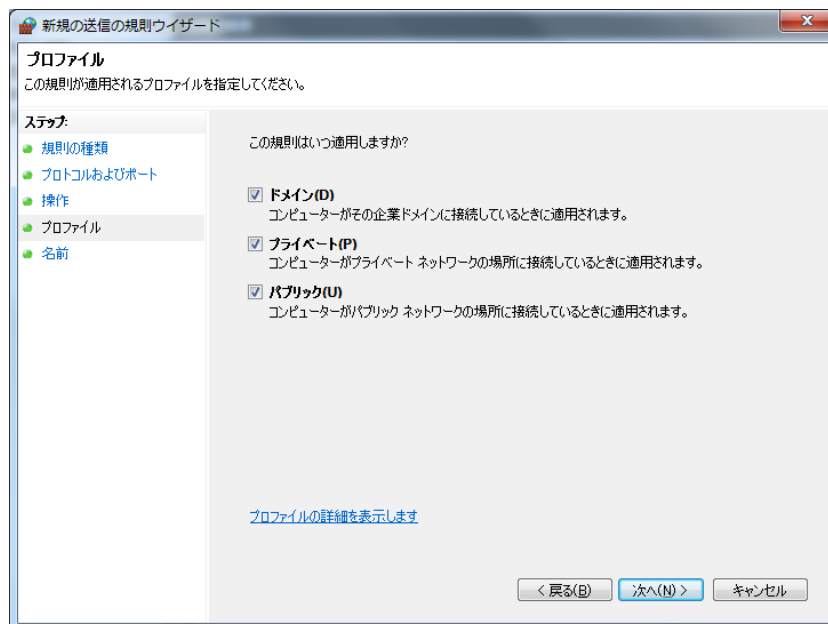 新規の送信の規則ウィザード
プロファイル
この規則が適用されるプロファイルを指定してください。
ステップ:
規則の種類
プロトコルおよびポート
操作
プロファイル
名前
この規則はいつ適用しますか?
ドメイン(D)
コンピューターがその企業ドメインに接続しているときに適用されます。
プライベート(P)
コンピューターがプライベート ネットワークの場所に接続しているときに適用されます。
パブリック(U)
コンピューターがパブリック ネットワークの場所に接続しているときに適用されます。
プロファイルの詳細を表示します
< 戻る(B)
次へ(N) >
キャンセル